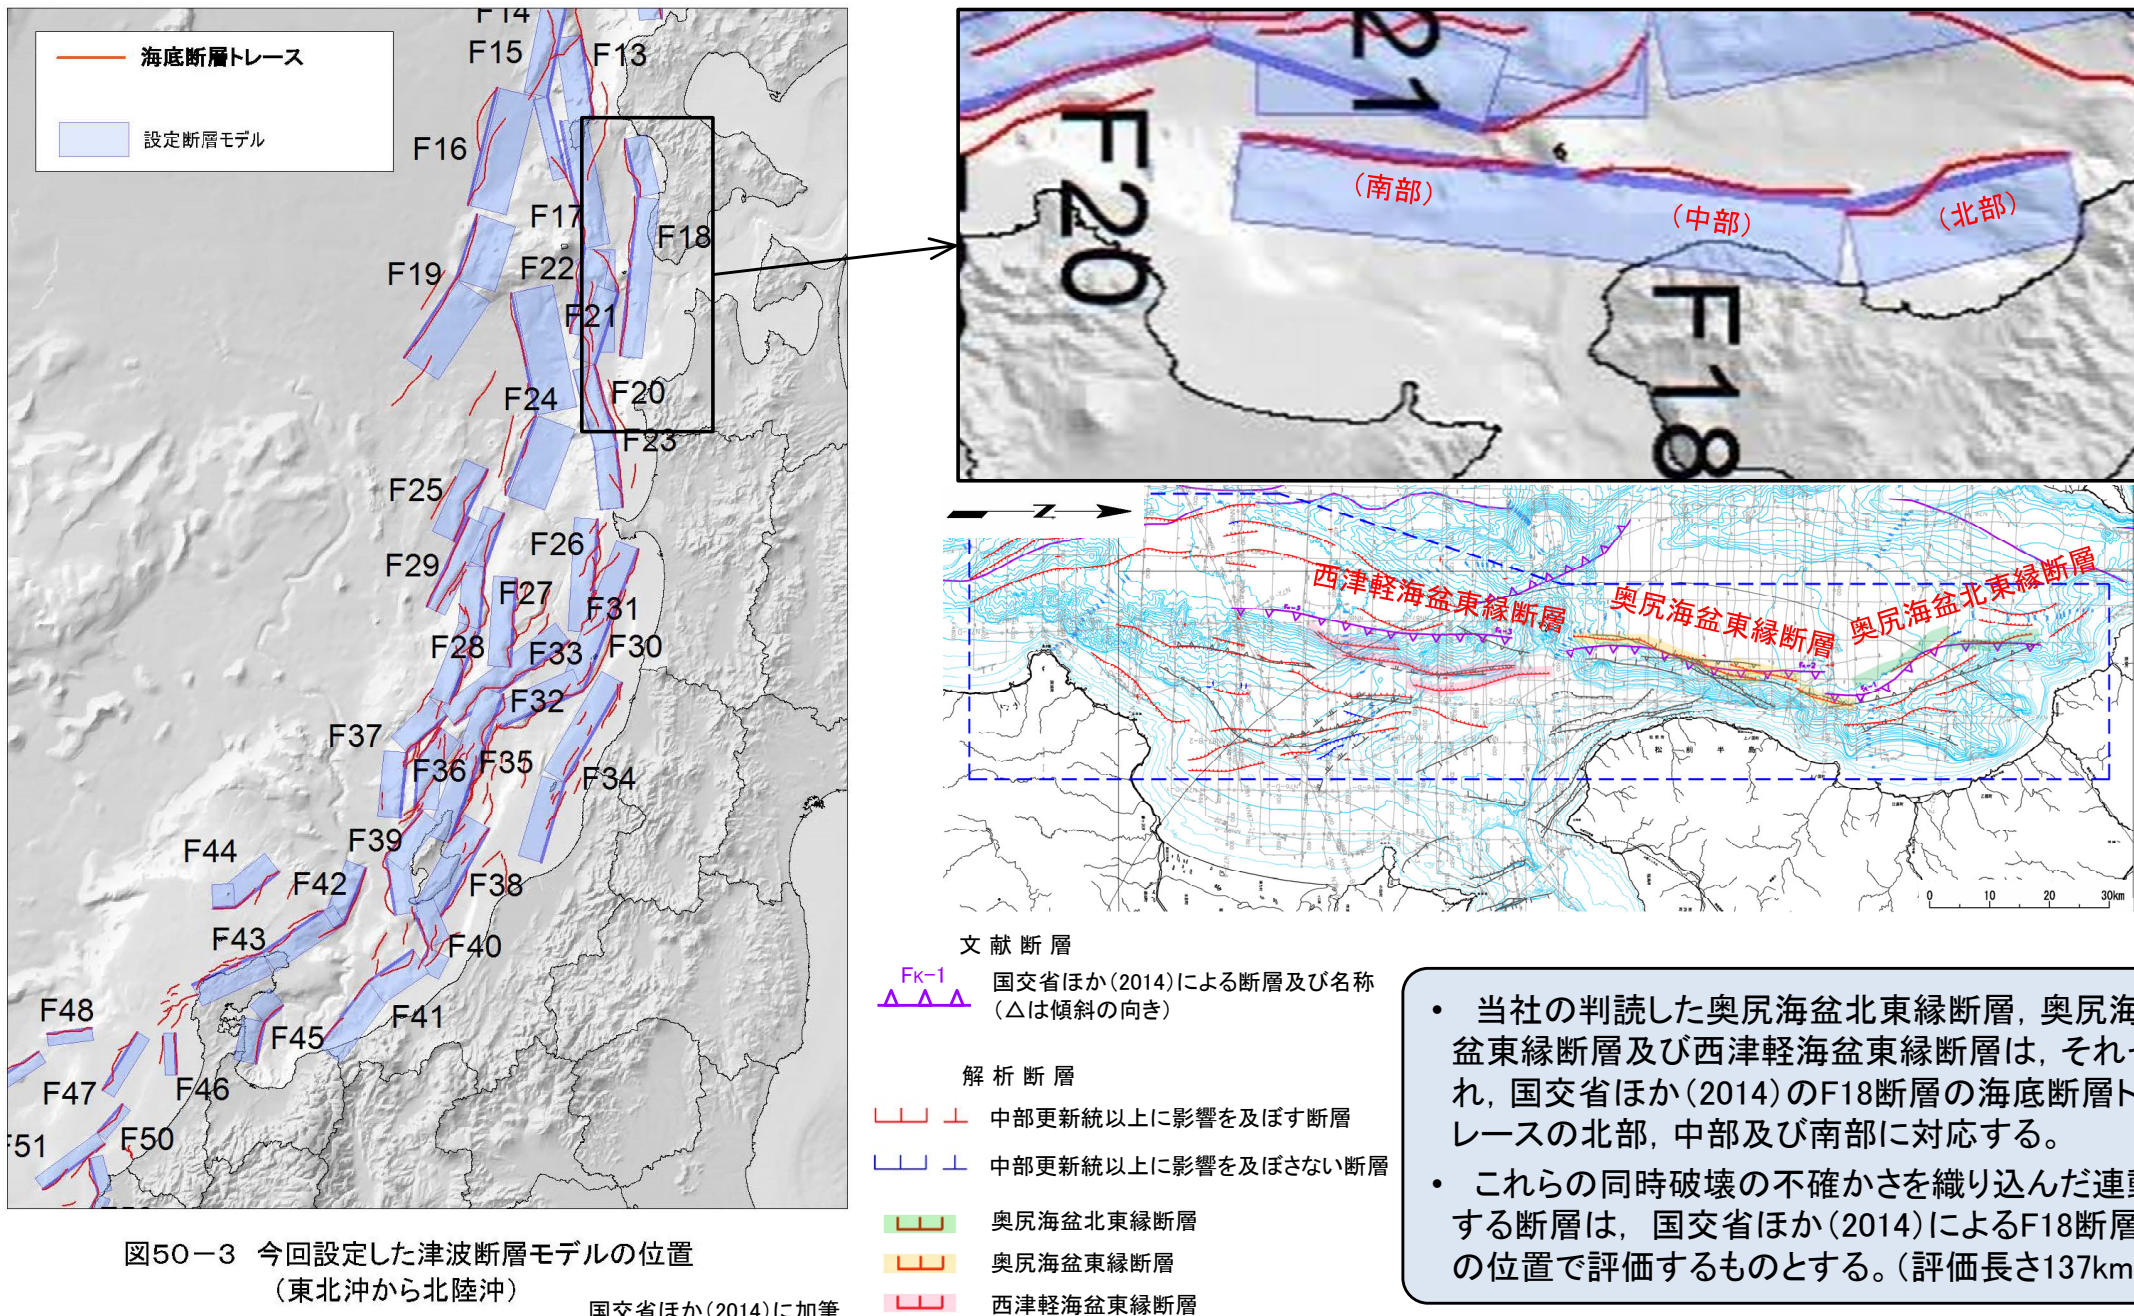 海底断層トレース
設定断層モデル
F14
F15
F13
F16
F17
F18
F19
F22
F21
F24
F20
F23
F25
F26
F29
F27
F31
F28
F33
F30
F32
F37
F36
F35
F34
F39
F44
F42
F38
F43
F40
F48
F41
F45
F47
F46
F50
F51
図50-3 今回設定した津波断層モデルの位置
(東北沖から北陸沖)
国交省ほか(2014)に加筆
21
F20
F18
(南部)
(中部)
(北部)
N
西津軽海盆東縁断層
奥尻海盆東縁断層
奥尻海盆北東縁断層
FK-3
FK-2
FK-1
松前半島
0 10 20 30km
文献断層
FK-1
国交省ほか(2014)による断層及び名称
(△は傾斜の向き)
解析断層
中部更新統以上に影響を及ぼす断層
中部更新統以上に影響を及ぼさない断層
奥尻海盆北東縁断層
奥尻海盆東縁断層
西津軽海盆東縁断層
• 当社の判読した奥尻海盆北東縁断層,奥尻海
盆東縁断層及び西津軽海盆東縁断層は,それぞ
れ,国交省ほか(2014)のF18断層の海底断層ト
レースの北部,中部及び南部に対応する。
• これらの同時破壊の不確かさを織り込んだ連動
する断層は, 国交省ほか(2014)によるF18断層
の位置で評価するものとする。(評価長さ137km